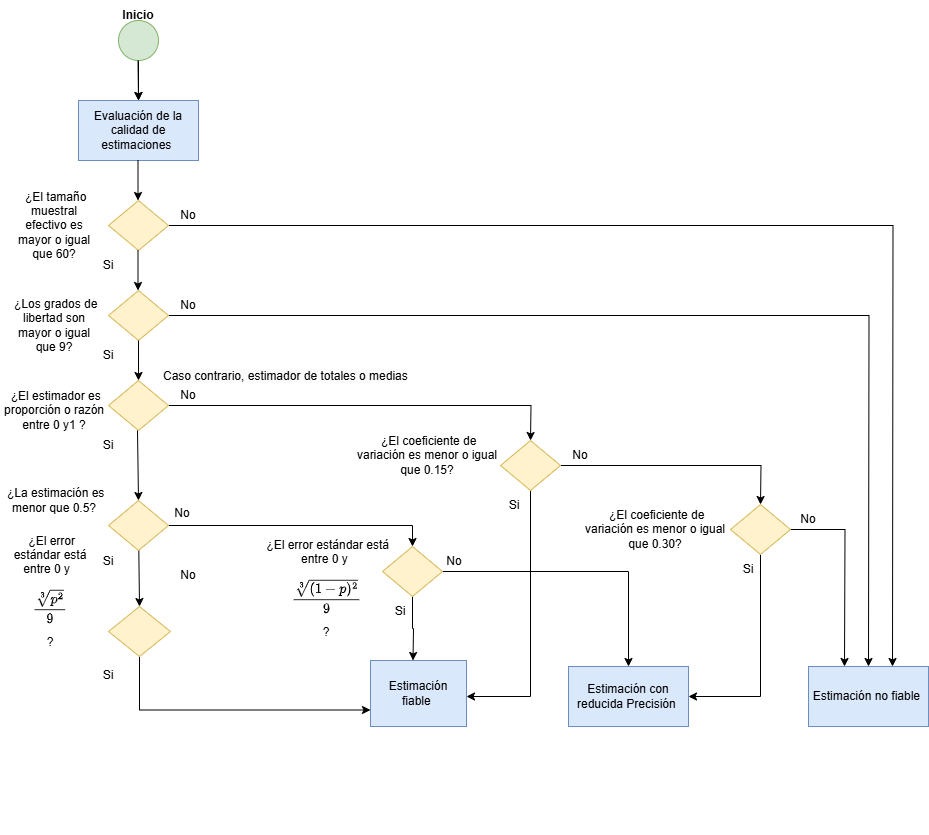 Inicio
Evaluación de la
calidad de
estimaciones
¿El tamaño
muestral
efectivo es
mayor o igual
que 60?
No
Si
¿Los grados de
libertad son
mayor o igual
que 9?
No
Si
Caso contrario, estimador de totales o medias
¿El estimador es
proporción o razón
entre 0 y1 ?
No
Si
¿El coeficiente de
variación es menor o igual
que 0.15?
No
Si
¿La estimación es
menor que 0.5?
No
Si
¿El coeficiente de
variación es menor o igual
que 0.30?
No
Si
¿El error
estándar está
entre 0 y
∛p²
9
?
No
Si
¿El error estándar está
entre 0 y
∛(1 − p)²
9
?
No
Si
Estimación
fiable
Estimación con
reducida Precisión
Estimación no fiable